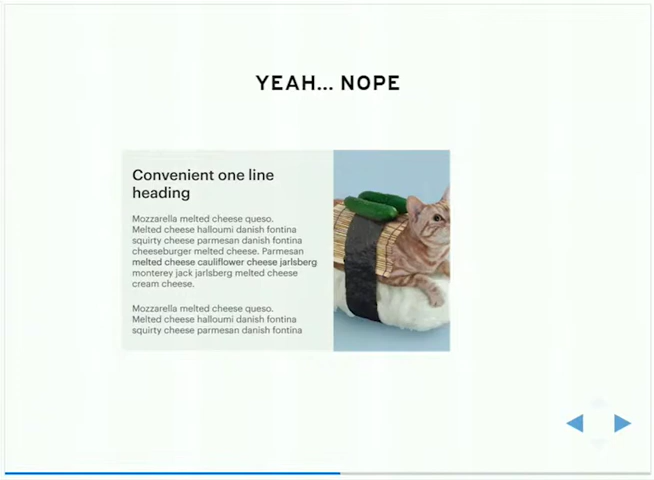 YEAH... NOPE
Convenient one line
heading
Mozzarella melted cheese queso.
Melted cheese halloumi danish fontina
squirty cheese parmesan danish fontina
cheeseburger melted cheese. Parmesan
melted cheese cauliflower cheese jarlsberg
monterey jack jarlsberg melted cheese
cream cheese.
Mozzarella melted cheese queso.
Melted cheese halloumi danish fontina
squirty cheese parmesan danish fontina